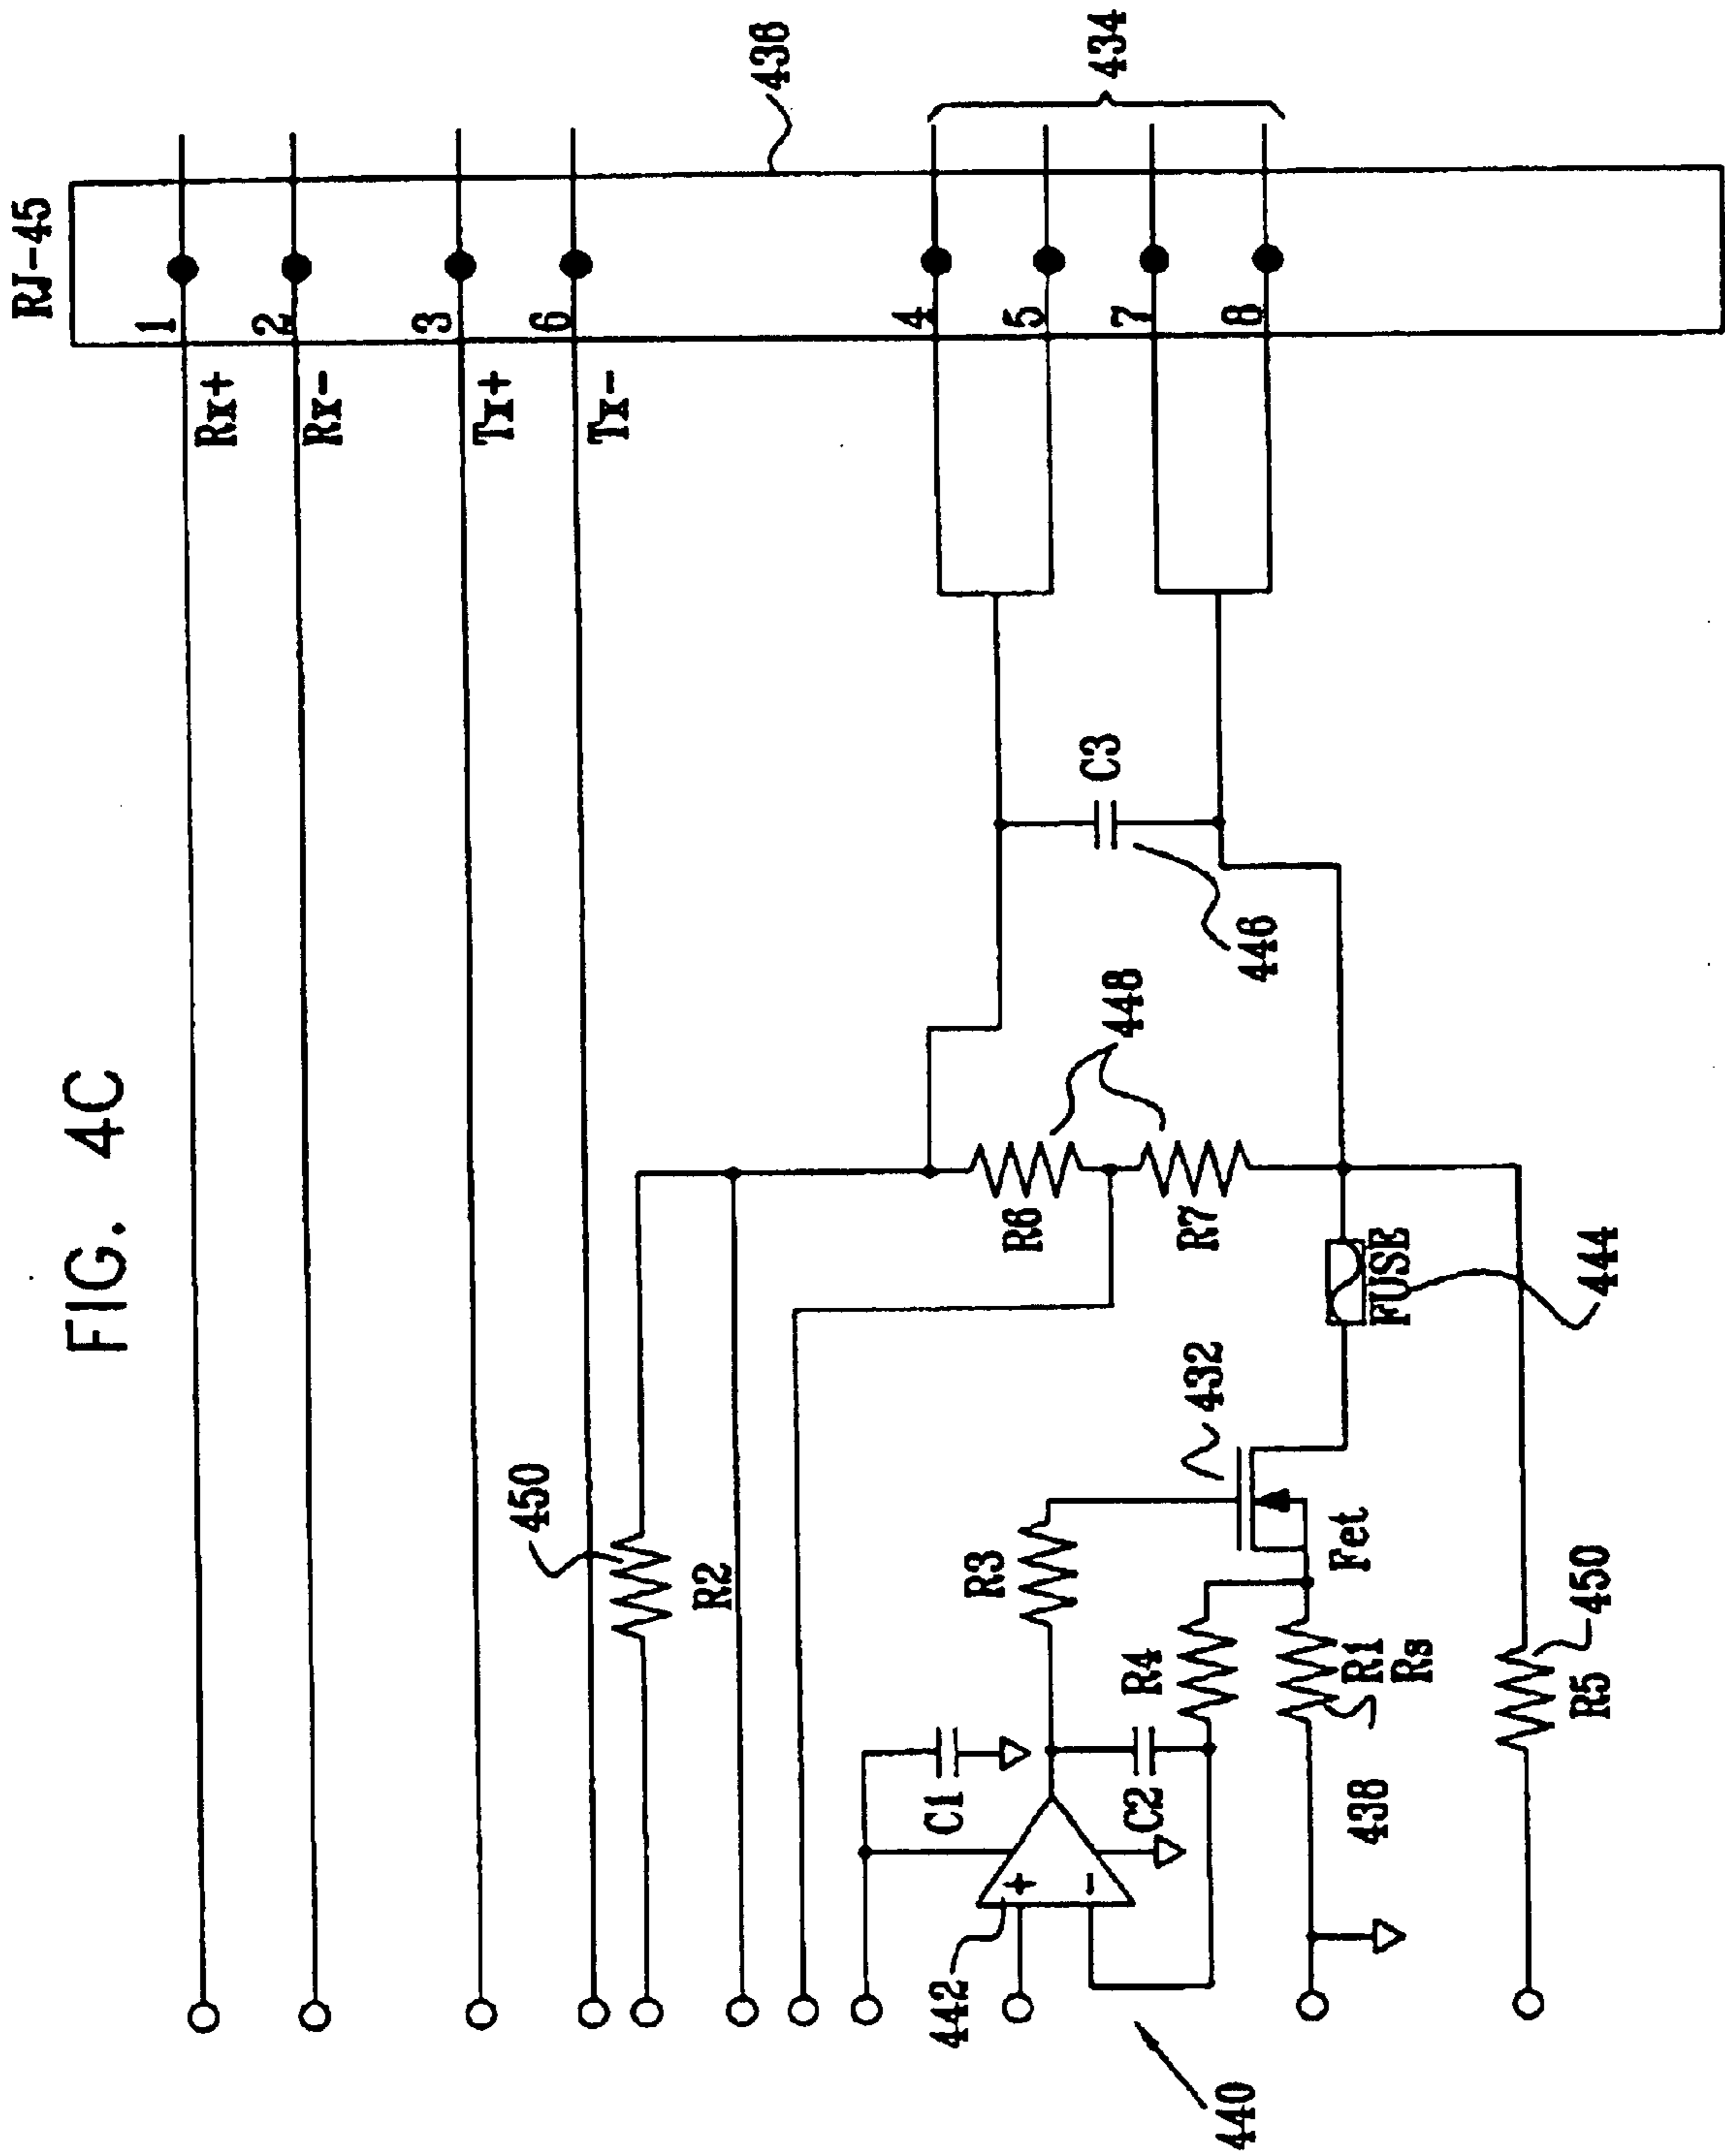 FIG. 4C
RJ-45
436
1
Rx+
2
Rx-
3
Tx+
6
Tx-
4
5
7
8
434
C3
446
448
R6
R7
450
R2
FUSE
444
432
Fet
R3
R4
R1
Rs
438
C1
C2
442
440
R5
450